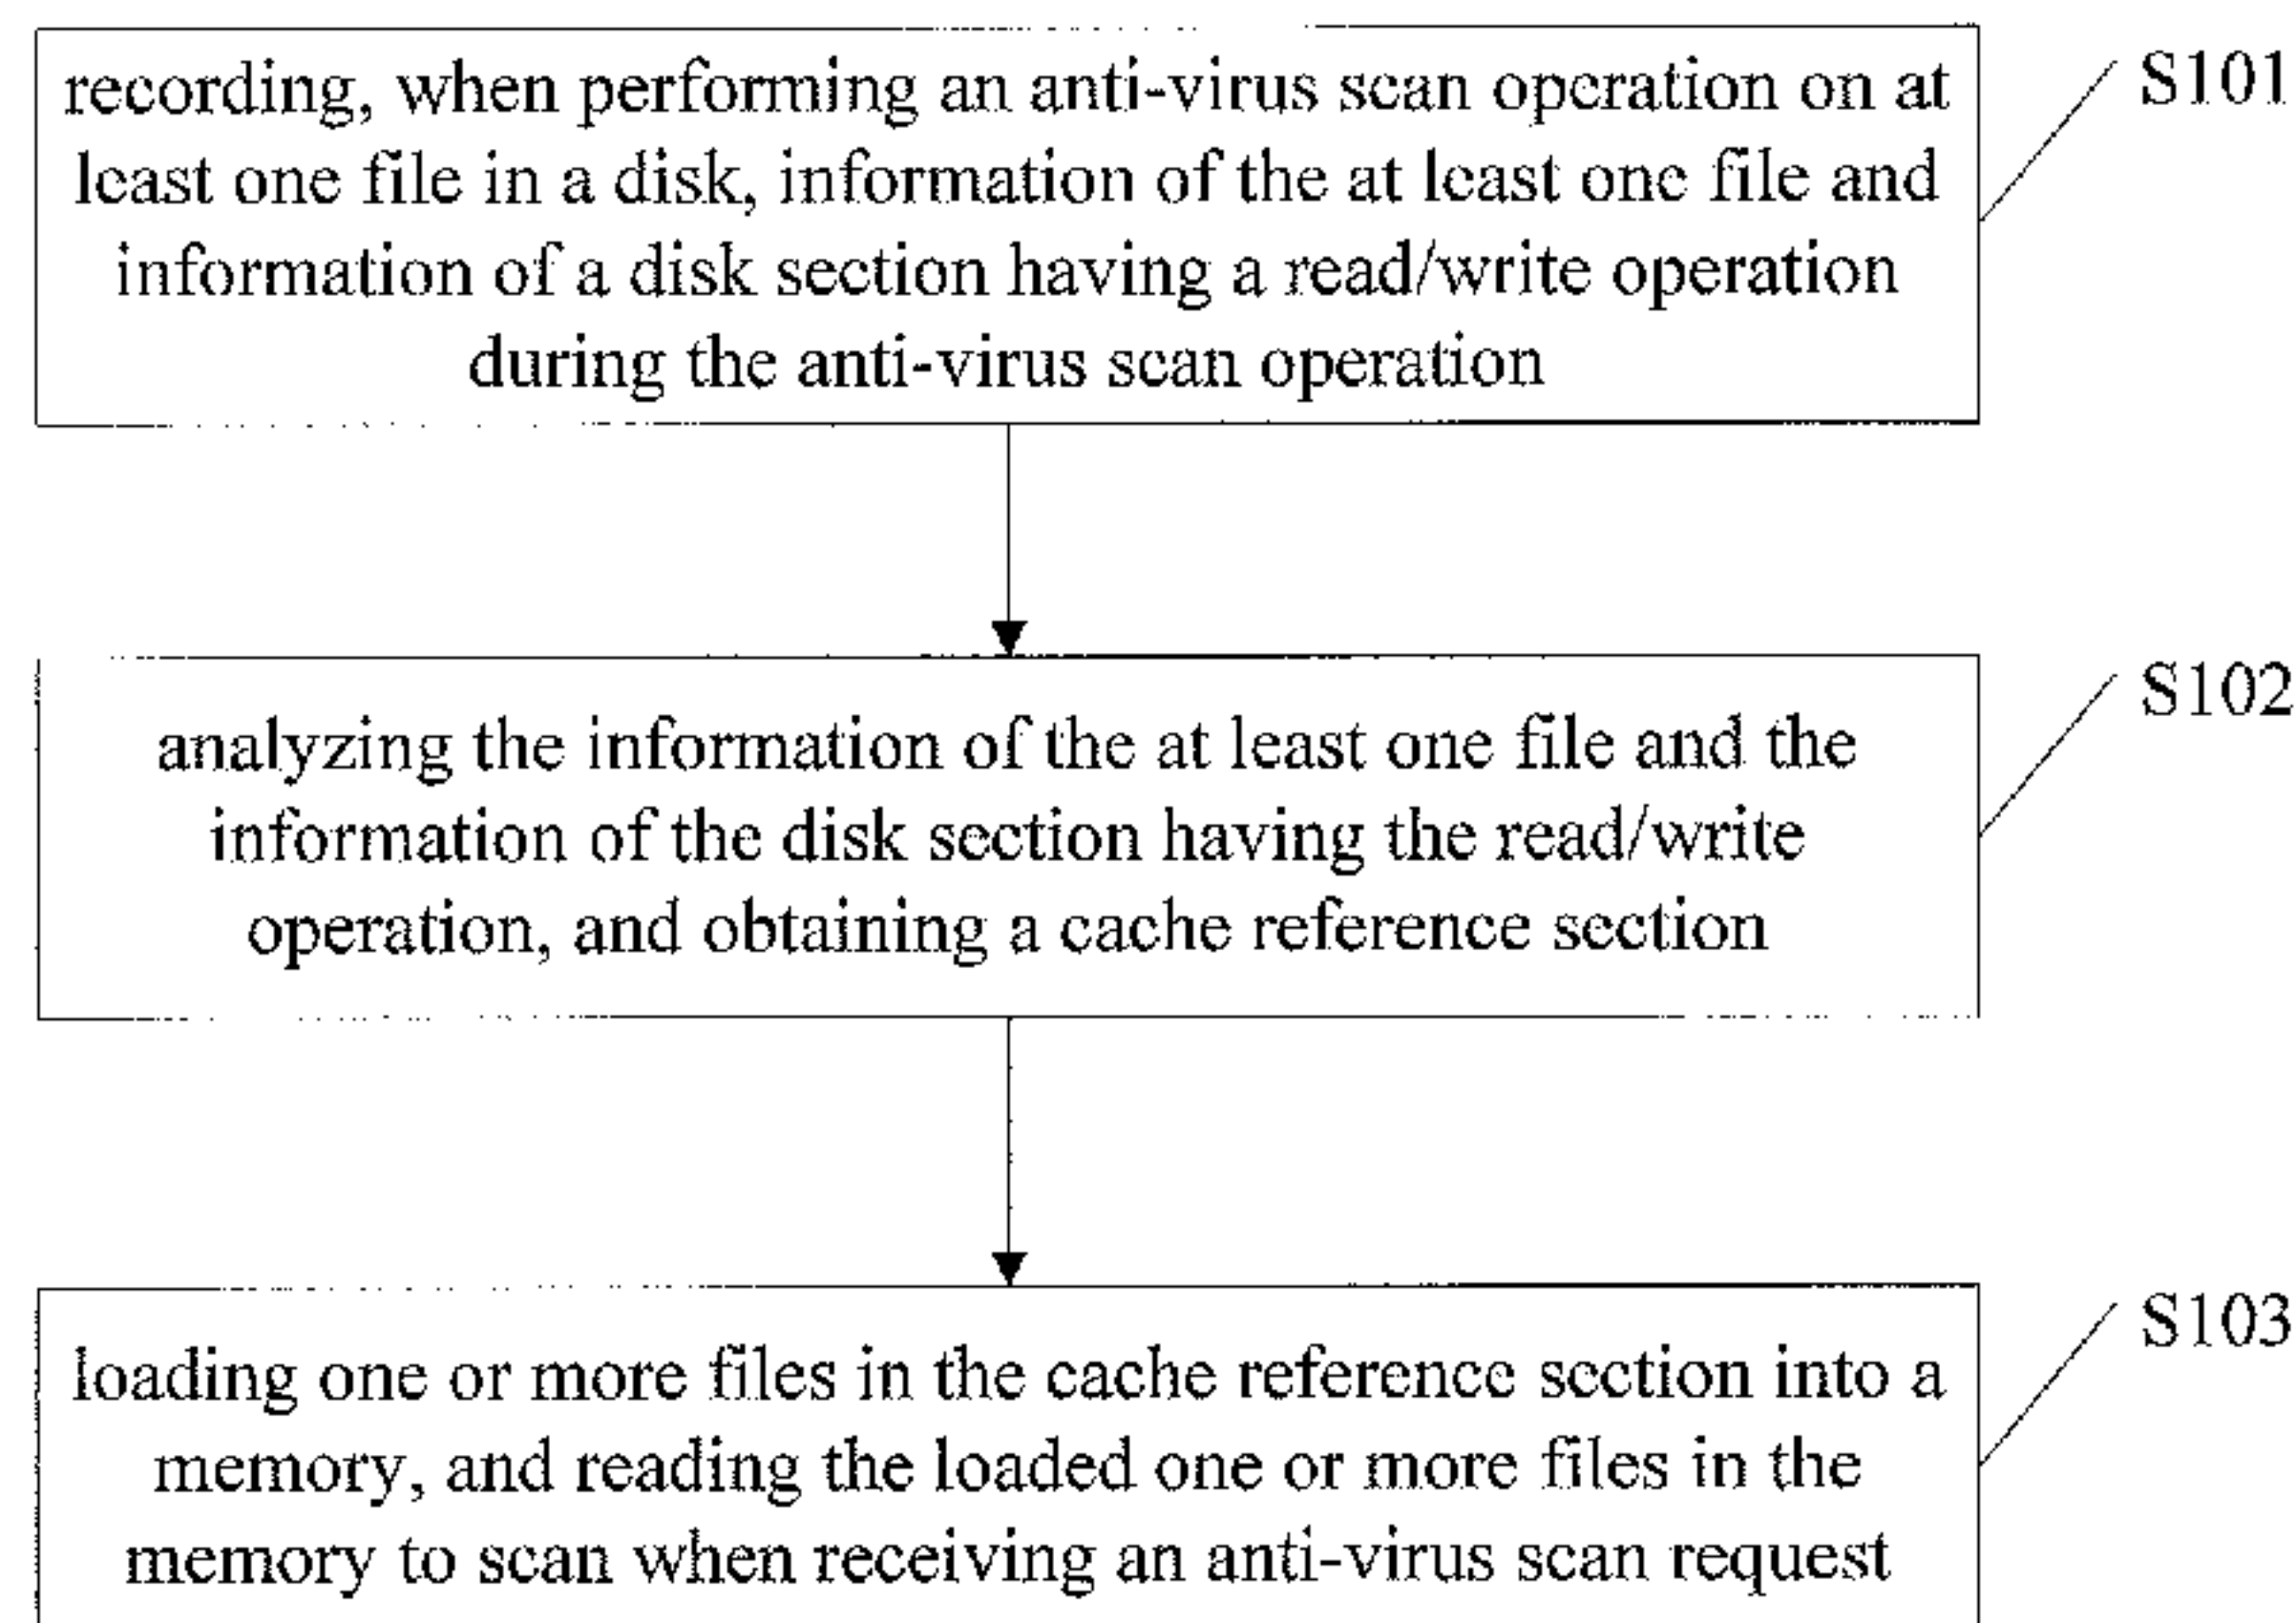 recording, when performing an anti-virus scan operation on at
S101
least one file in a disk, information of the at least one file and
information of a disk section having a read/write operation
during the anti-virus scan operation
S102
analyzing the information of the at least one file and the
information of the disk section having the read/write
operation, and obtaining a cache reference section
S103
loading one or more files in the cache reference section into a
memory, and reading the loaded one or more files in the
memory to scan when receiving an anti-virus scan request